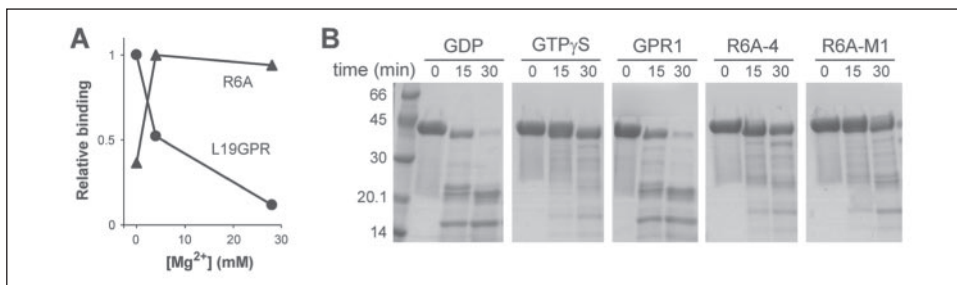 A
Relative binding
1
0.5
0
R6A
L19GPR
0 10 20 30
[Mg²⁺] (mM)
B
GDP GTPγS GPR1 R6A-4 R6A-M1
time (min) 0 15 30 0 15 30 0 15 30 0 15 30 0 15 30
66
45
30
20.1
14